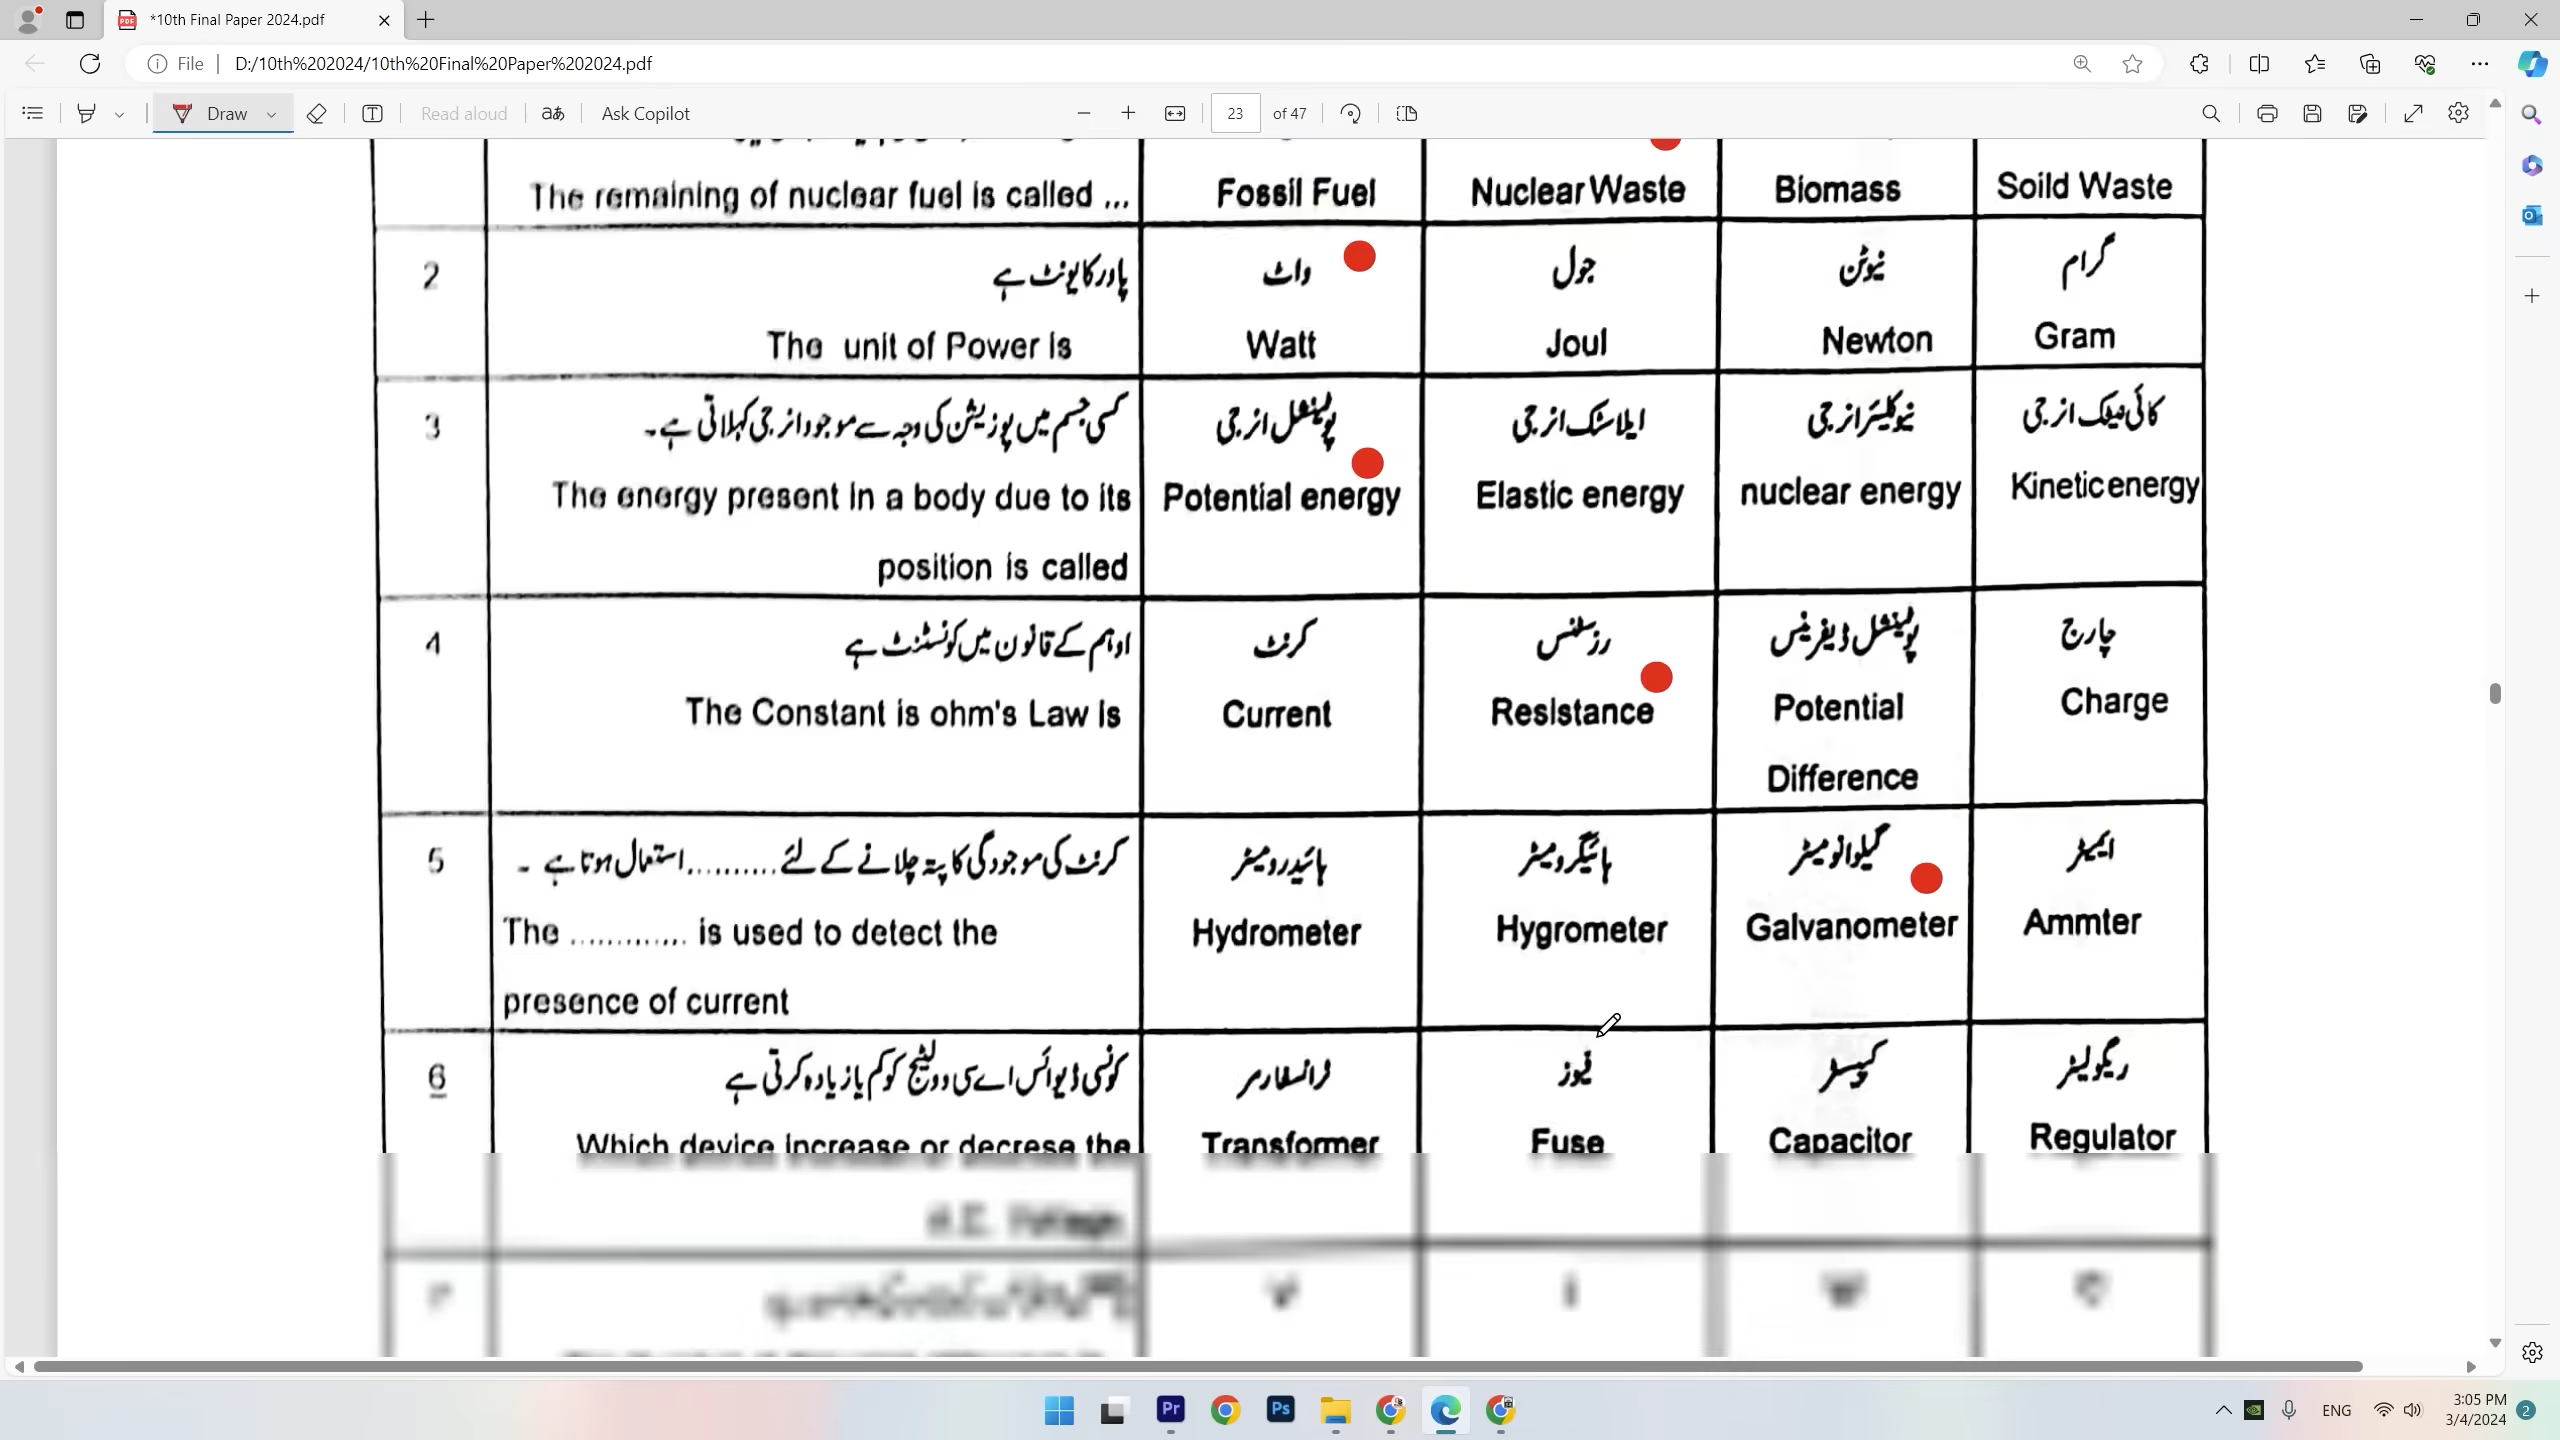 *10th Final Paper 2024.pdf
File
D:/10th%202024/10th%20Final%20Paper%202024.pdf
Draw
Read aloud
Ask Copilot
23
of 47
The remaining of nuclear fuel is called ...
Fossil Fuel
Nuclear Waste
Biomass
Soild Waste
2
پاور کا یونٹ ہے
واٹ
جول
نیوٹن
گرام
The unit of Power is
Watt
Joul
Newton
Gram
3
کسی جسم میں پوزیشن کی وجہ سے موجود انرجی کہلاتی ہے۔
پوٹینشل انرجی
ایلاسٹک انرجی
نیوکلیئر انرجی
کائی نیٹک انرجی
The energy present in a body due to its
Potential energy
Elastic energy
nuclear energy
Kinetic energy
position is called
4
اوہم کے قانون میں کونسٹنٹ ہے
کرنٹ
رزسٹنس
پوٹینشل ڈیفرینس
چارج
The Constant is ohm's Law is
Current
Resistance
Potential
Charge
Difference
5
کرنٹ کی موجودگی کا پتہ چلانے کے لئے ..........استعمال ہوتا ہے ۔
ہائیڈرومیٹر
ہائیگرومیٹر
گیلوانومیٹر
ایمیٹر
The ............. is used to detect the
Hydrometer
Hygrometer
Galvanometer
Ammter
presence of current
6
کونسی ڈیوائس اے سی وولٹیج کو کم یا زیادہ کرتی ہے
ٹرانسفارمر
فیوز
کپیسٹر
ریگولیٹر
Which device increase or decrese the
Transformer
Fuse
Capacitor
Regulator
ENG
3:05 PM
3/4/2024
2